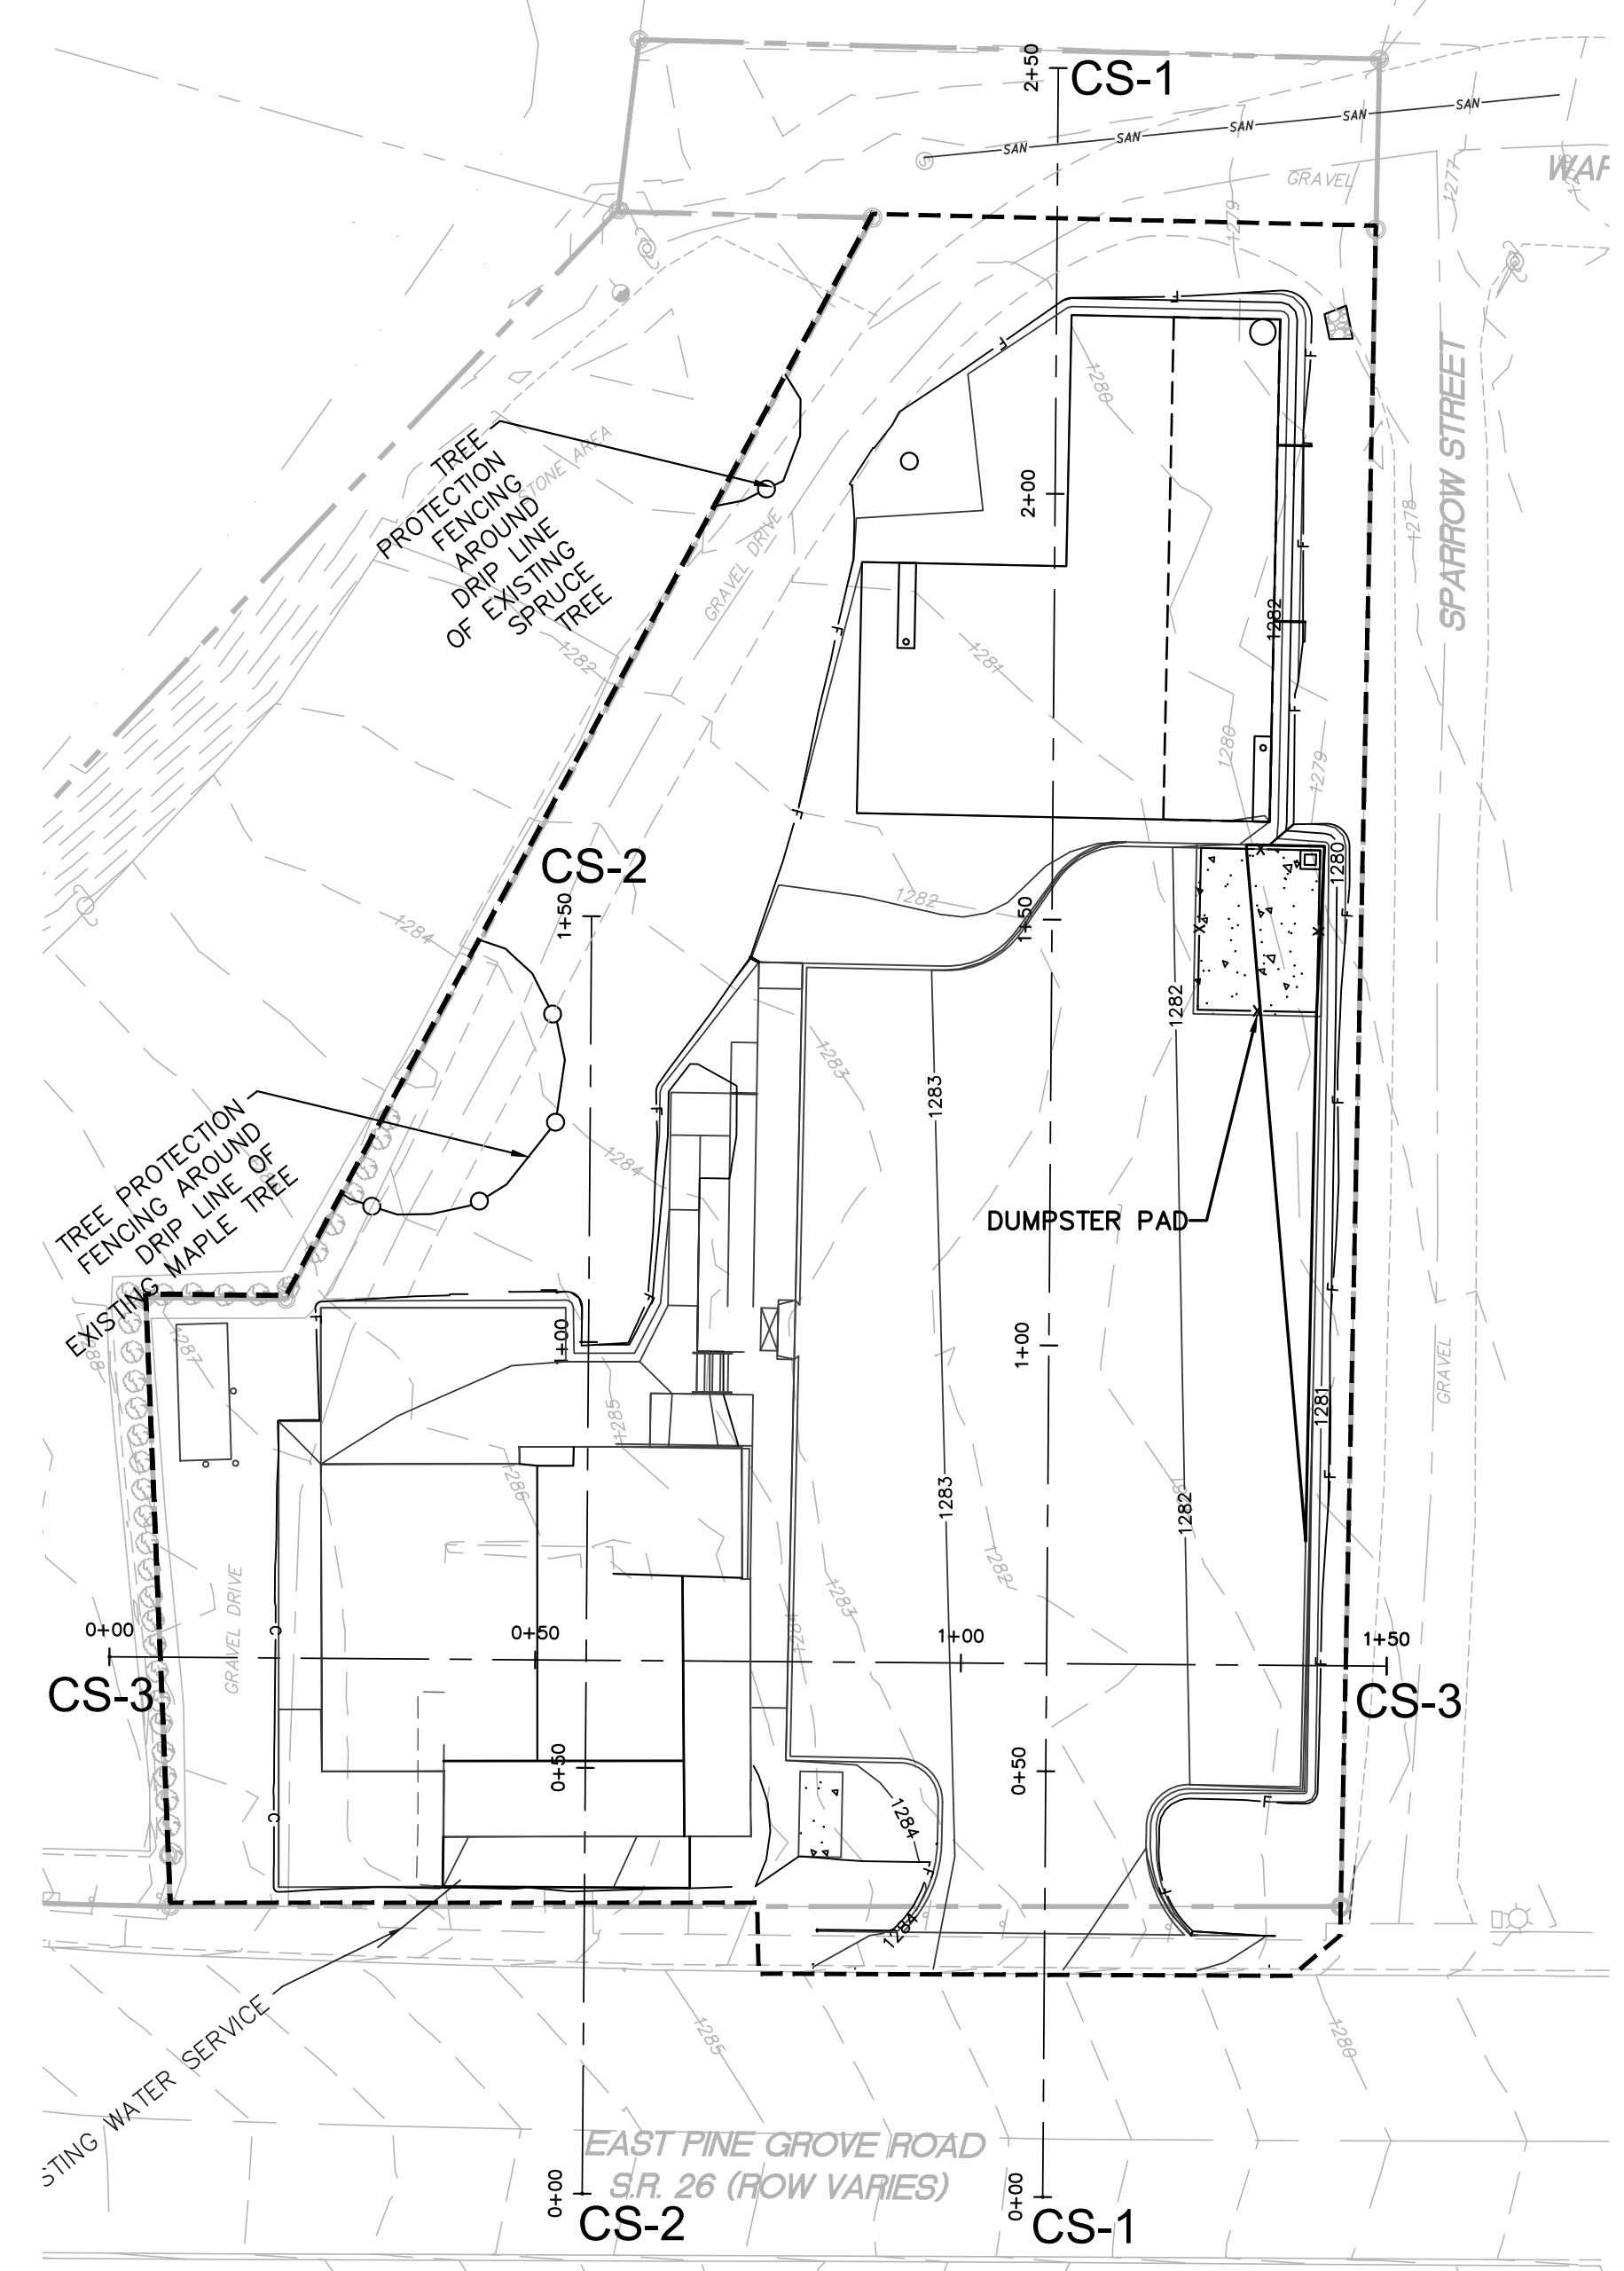 2+50
CS-1
SAN
SAN
SAN
SAN
SAN
S
GRAVEL
1279
1277
WAR
F
F
F
1280
SPARROW STREET
TREE
PROTECTION
FENCING
AROUND
DRIP LINE
OF EXISTING
SPRUCE
TREE
STONE AREA
2+00
F
1278
GRAVEL DRIVE
F
F
1282
1282
1281
F
1280
1279
F
CS-2
1+50
1282
1+50
X
1280
X
X
F
1284
1282
X
1283
1283
F
F
1284
TREE PROTECTION
FENCING AROUND
DRIP LINE OF
EXISTING MAPLE TREE
DUMPSTER PAD
F
F
F
1+00
1+00
1288
1287
1285
1281
GRAVEL
1286
F
1283
1282
1282
1283
GRAVEL DRIVE
C
1284
0+00
0+50
1+00
1+50
F
CS-3
CS-3
0+50
0+50
C
F
1284
F
F
1284
STING WATER SERVICE
1285
1280
EAST PINE GROVE ROAD
S.R. 26 (ROW VARIES)
0+00
0+00
CS-2
CS-1